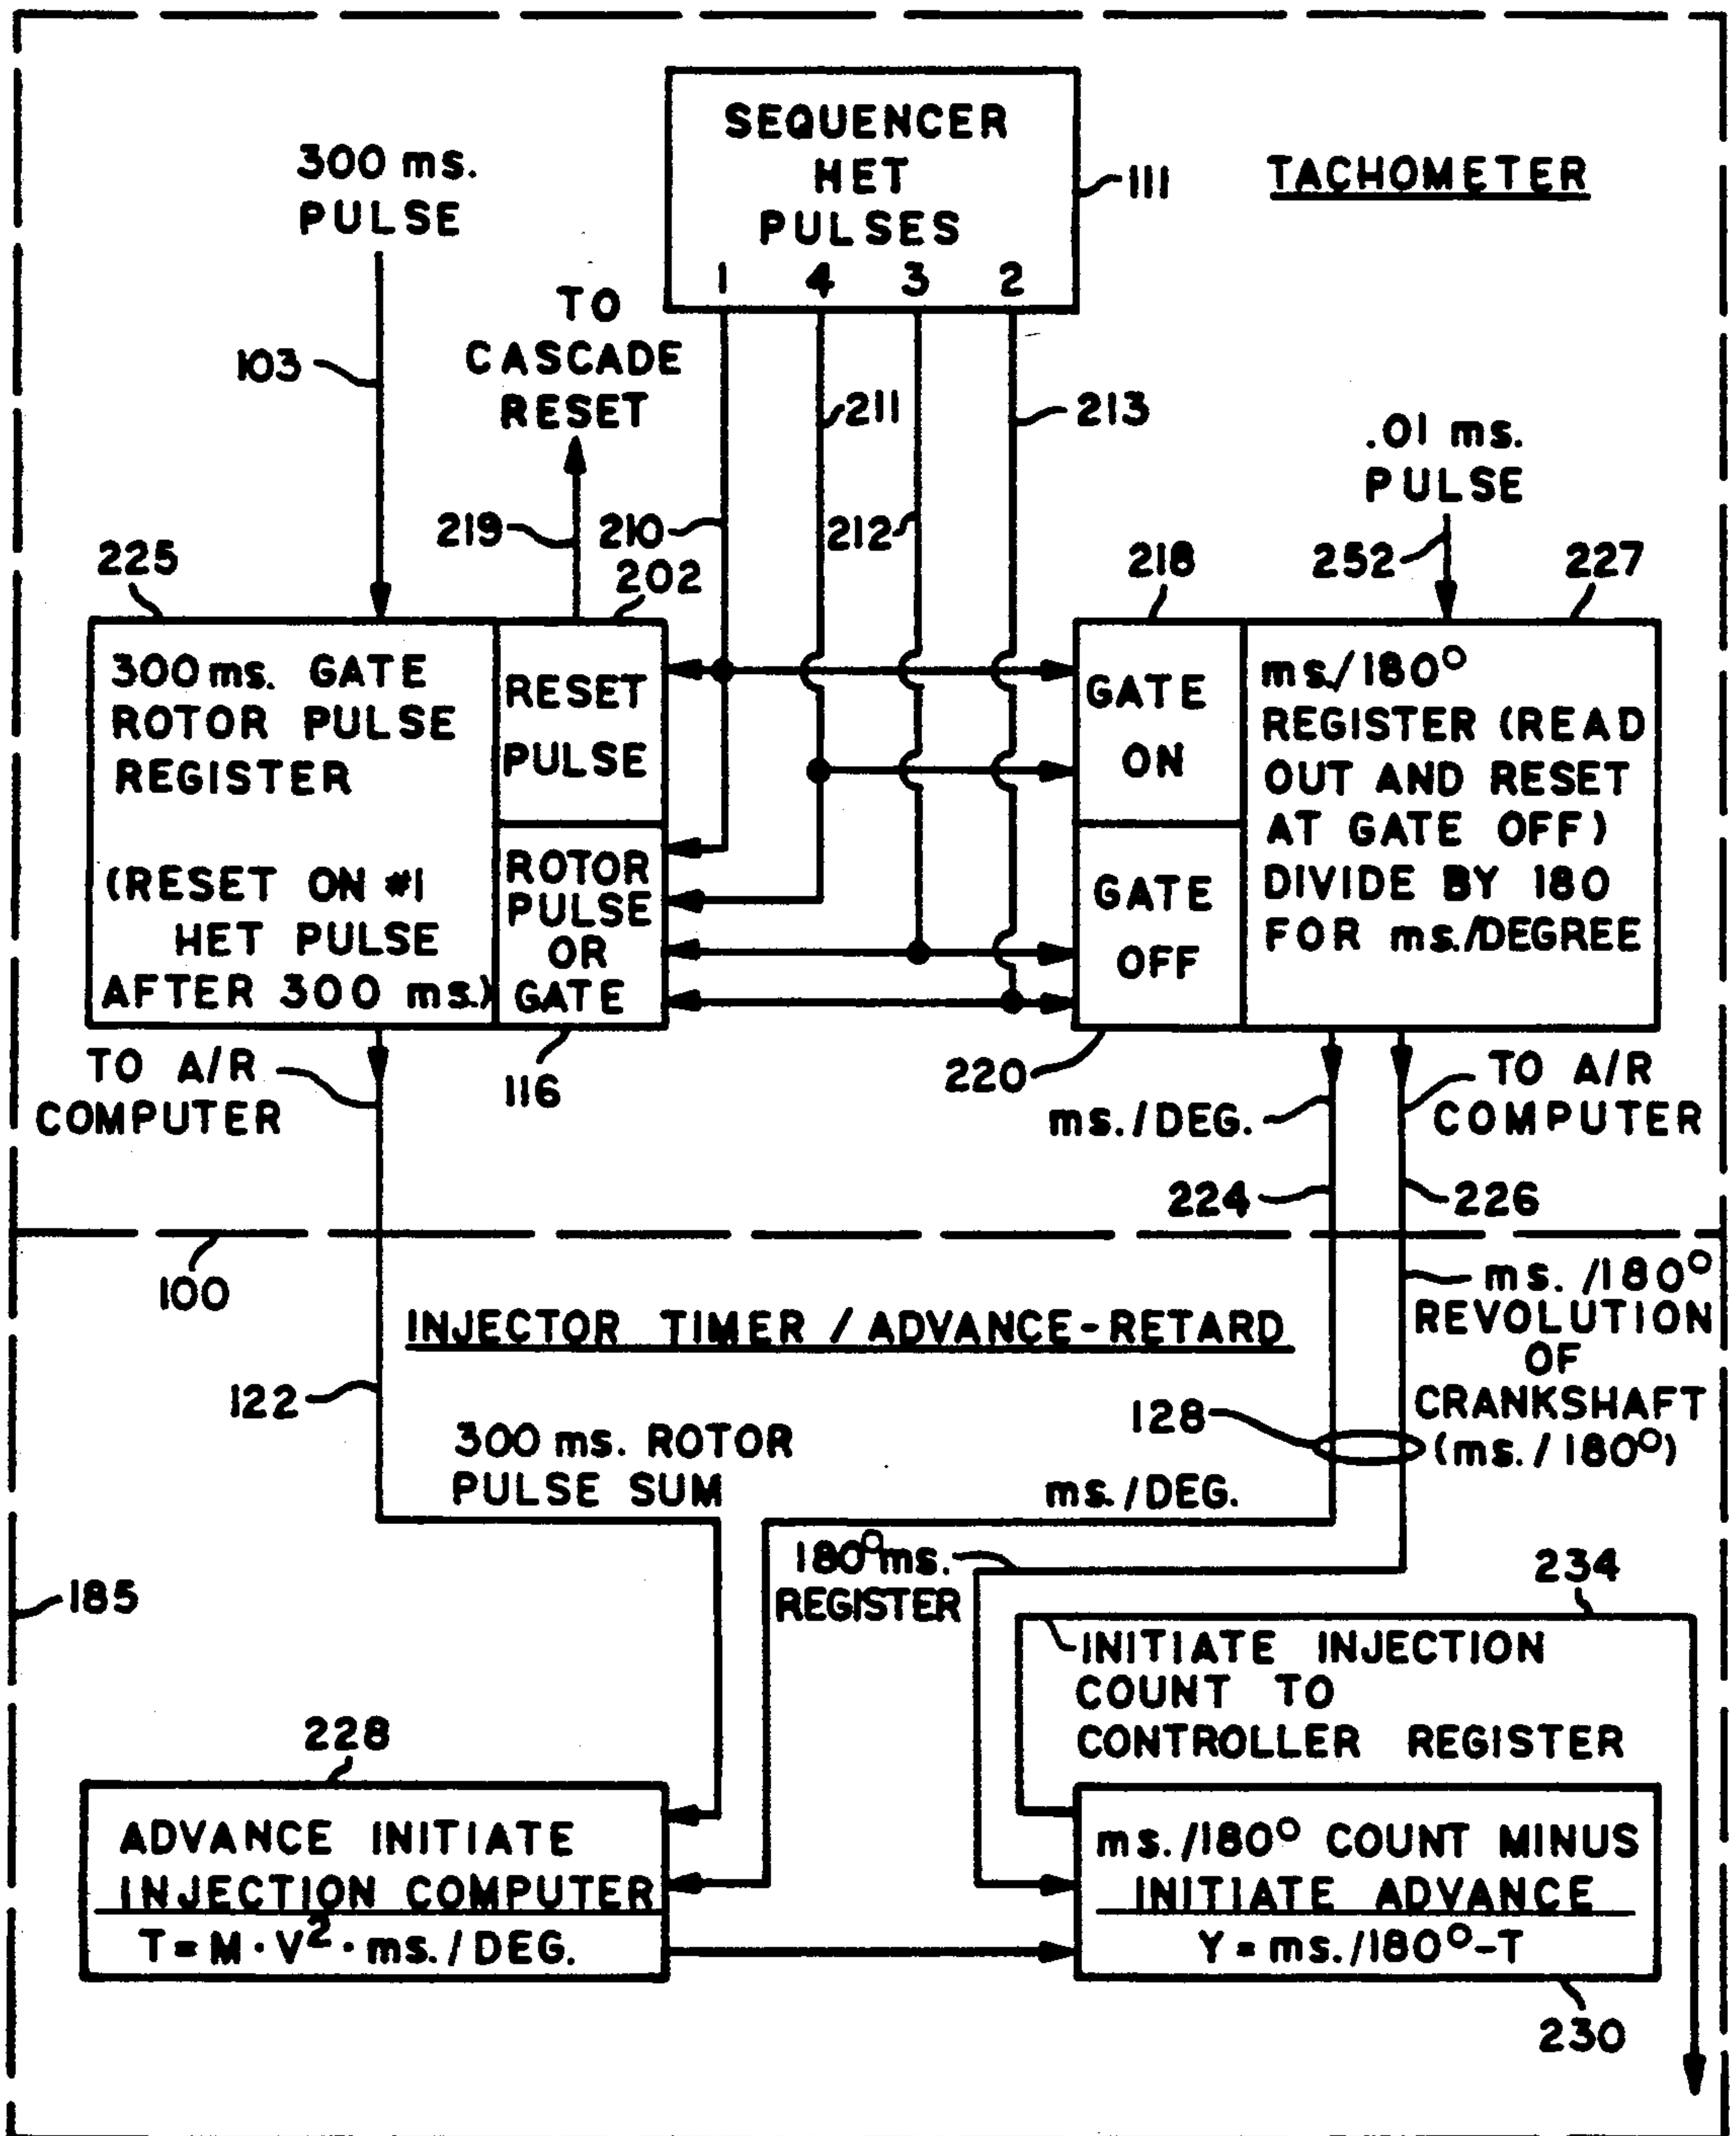 SEQUENCER
HET
PULSES
1 4 3 2
111
TACHOMETER
300 ms.
PULSE
103
TO
CASCADE
RESET
211
213
.01 ms.
PULSE
219
210
212
225
202
218
252
227
300 ms. GATE
ROTOR PULSE
REGISTER
(RESET ON #1
HET PULSE
AFTER 300 ms.)
RESET
PULSE
ROTOR
PULSE
OR
GATE
GATE
ON
GATE
OFF
ms./180°
REGISTER (READ
OUT AND RESET
AT GATE OFF)
DIVIDE BY 180
FOR ms./DEGREE
TO A/R
COMPUTER
116
220
ms./DEG.
TO A/R
COMPUTER
224
226
100
ms. /180°
REVOLUTION
OF
CRANKSHAFT
(ms. / 180°)
INJECTOR TIMER / ADVANCE-RETARD
122
128
300 ms. ROTOR
PULSE SUM
ms./DEG.
180° ms.
REGISTER
234
185
INITIATE INJECTION
COUNT TO
CONTROLLER REGISTER
228
ADVANCE INITIATE
INJECTION COMPUTER
T = M · V² · ms. / DEG.
ms./180° COUNT MINUS
INITIATE ADVANCE
Y = ms./180° - T
230